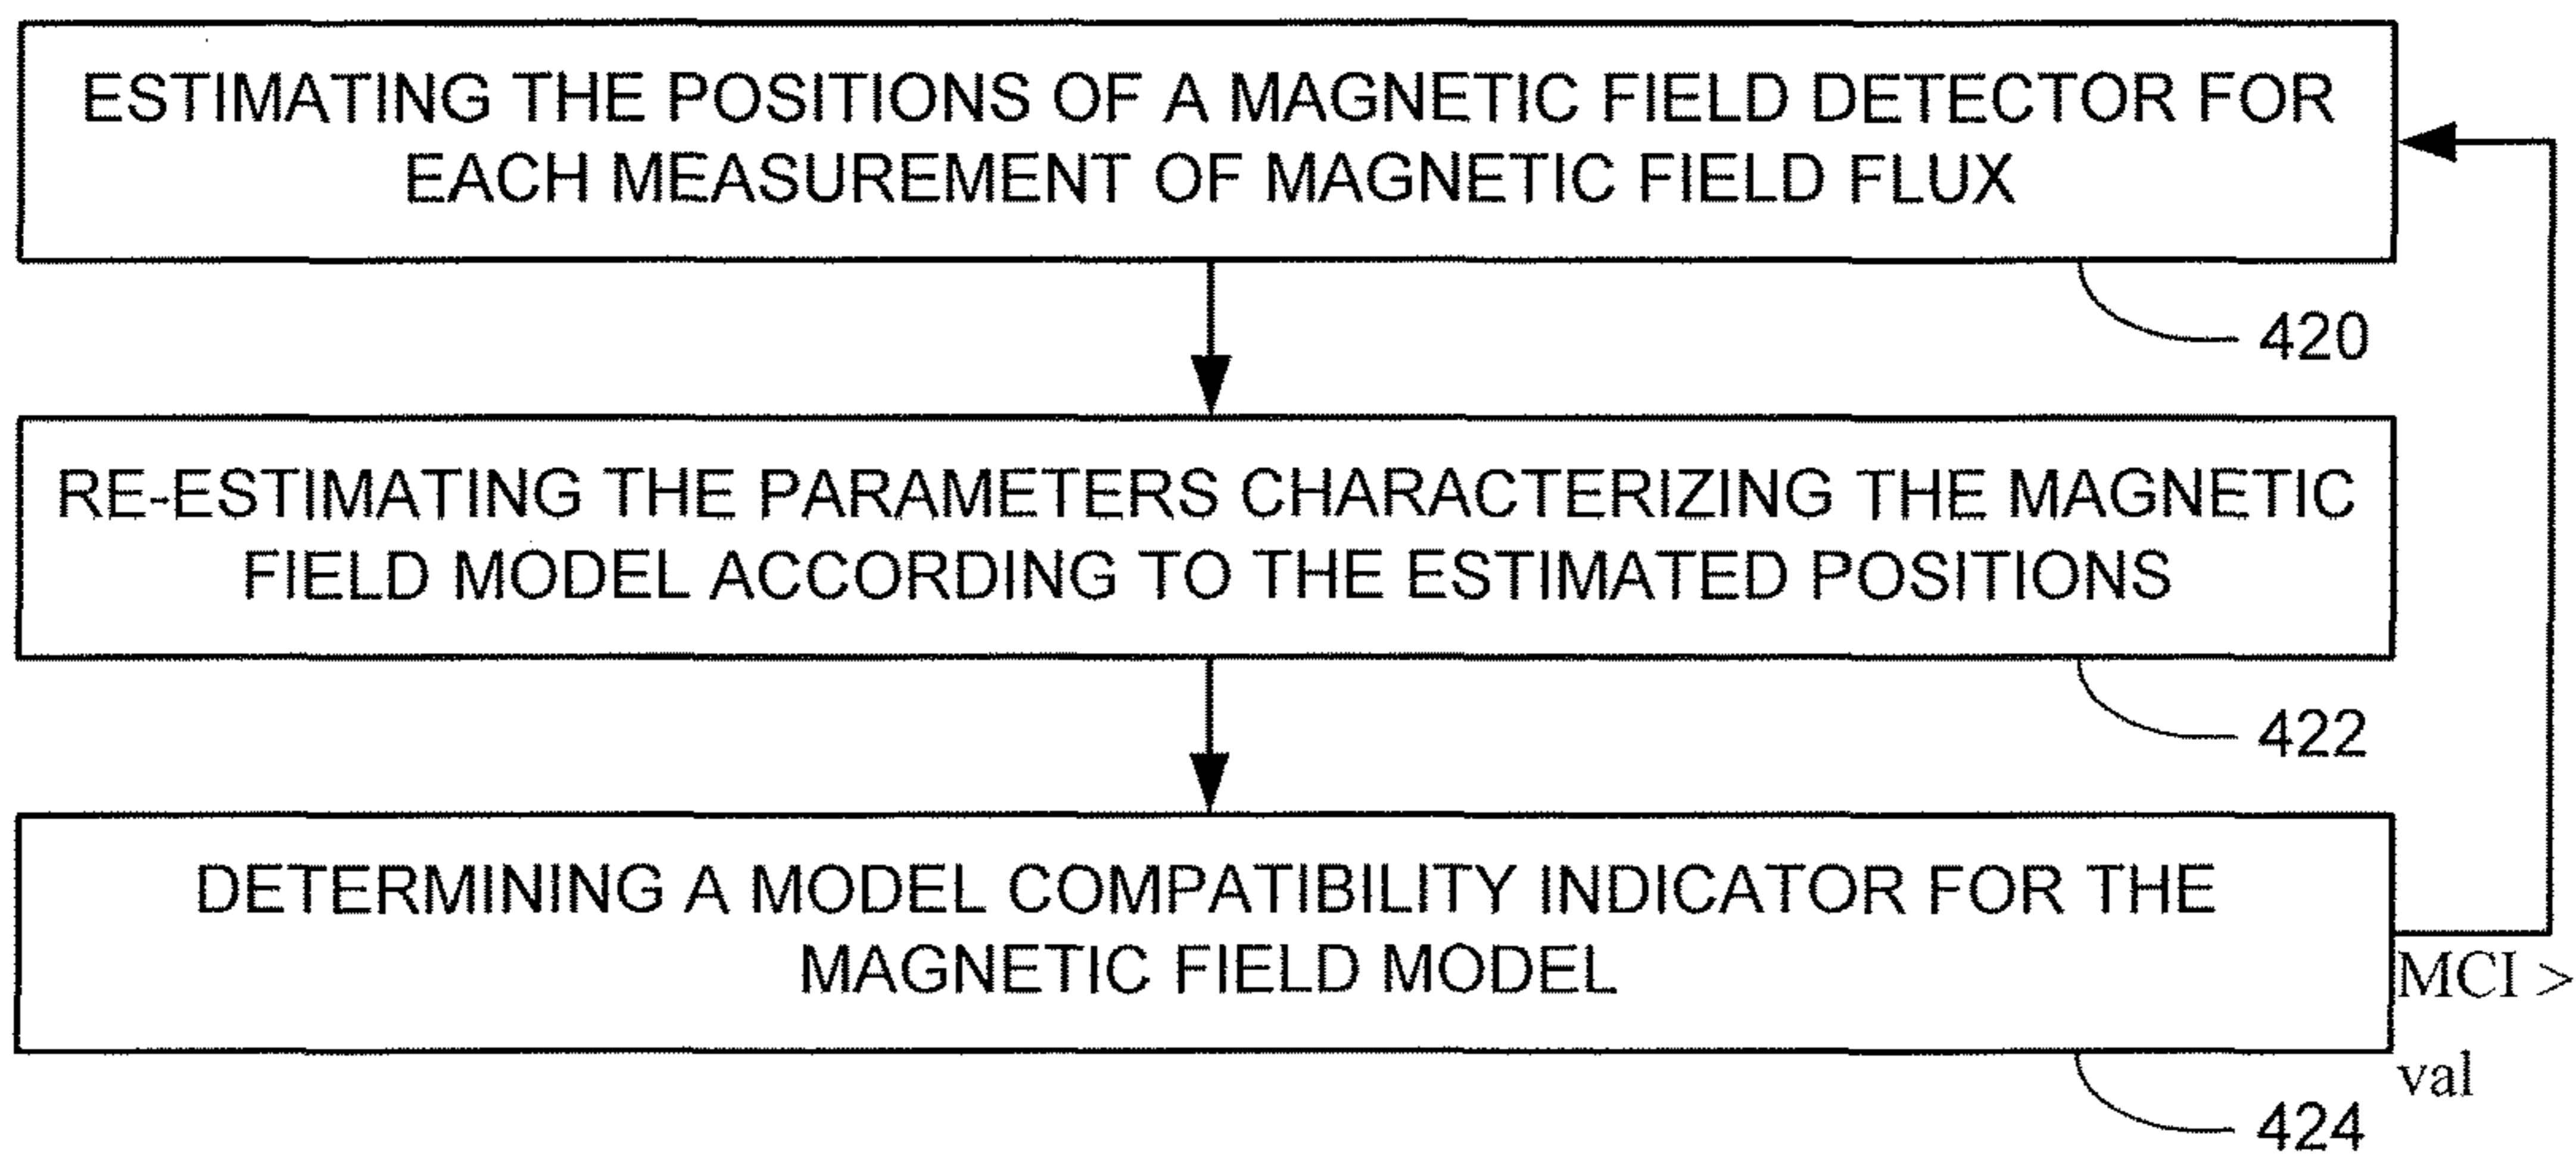 ESTIMATING THE POSITIONS OF A MAGNETIC FIELD DETECTOR FOR
EACH MEASUREMENT OF MAGNETIC FIELD FLUX
420
RE-ESTIMATING THE PARAMETERS CHARACTERIZING THE MAGNETIC
FIELD MODEL ACCORDING TO THE ESTIMATED POSITIONS
422
DETERMINING A MODEL COMPATIBILITY INDICATOR FOR THE
MAGNETIC FIELD MODEL
MCI >
val
424